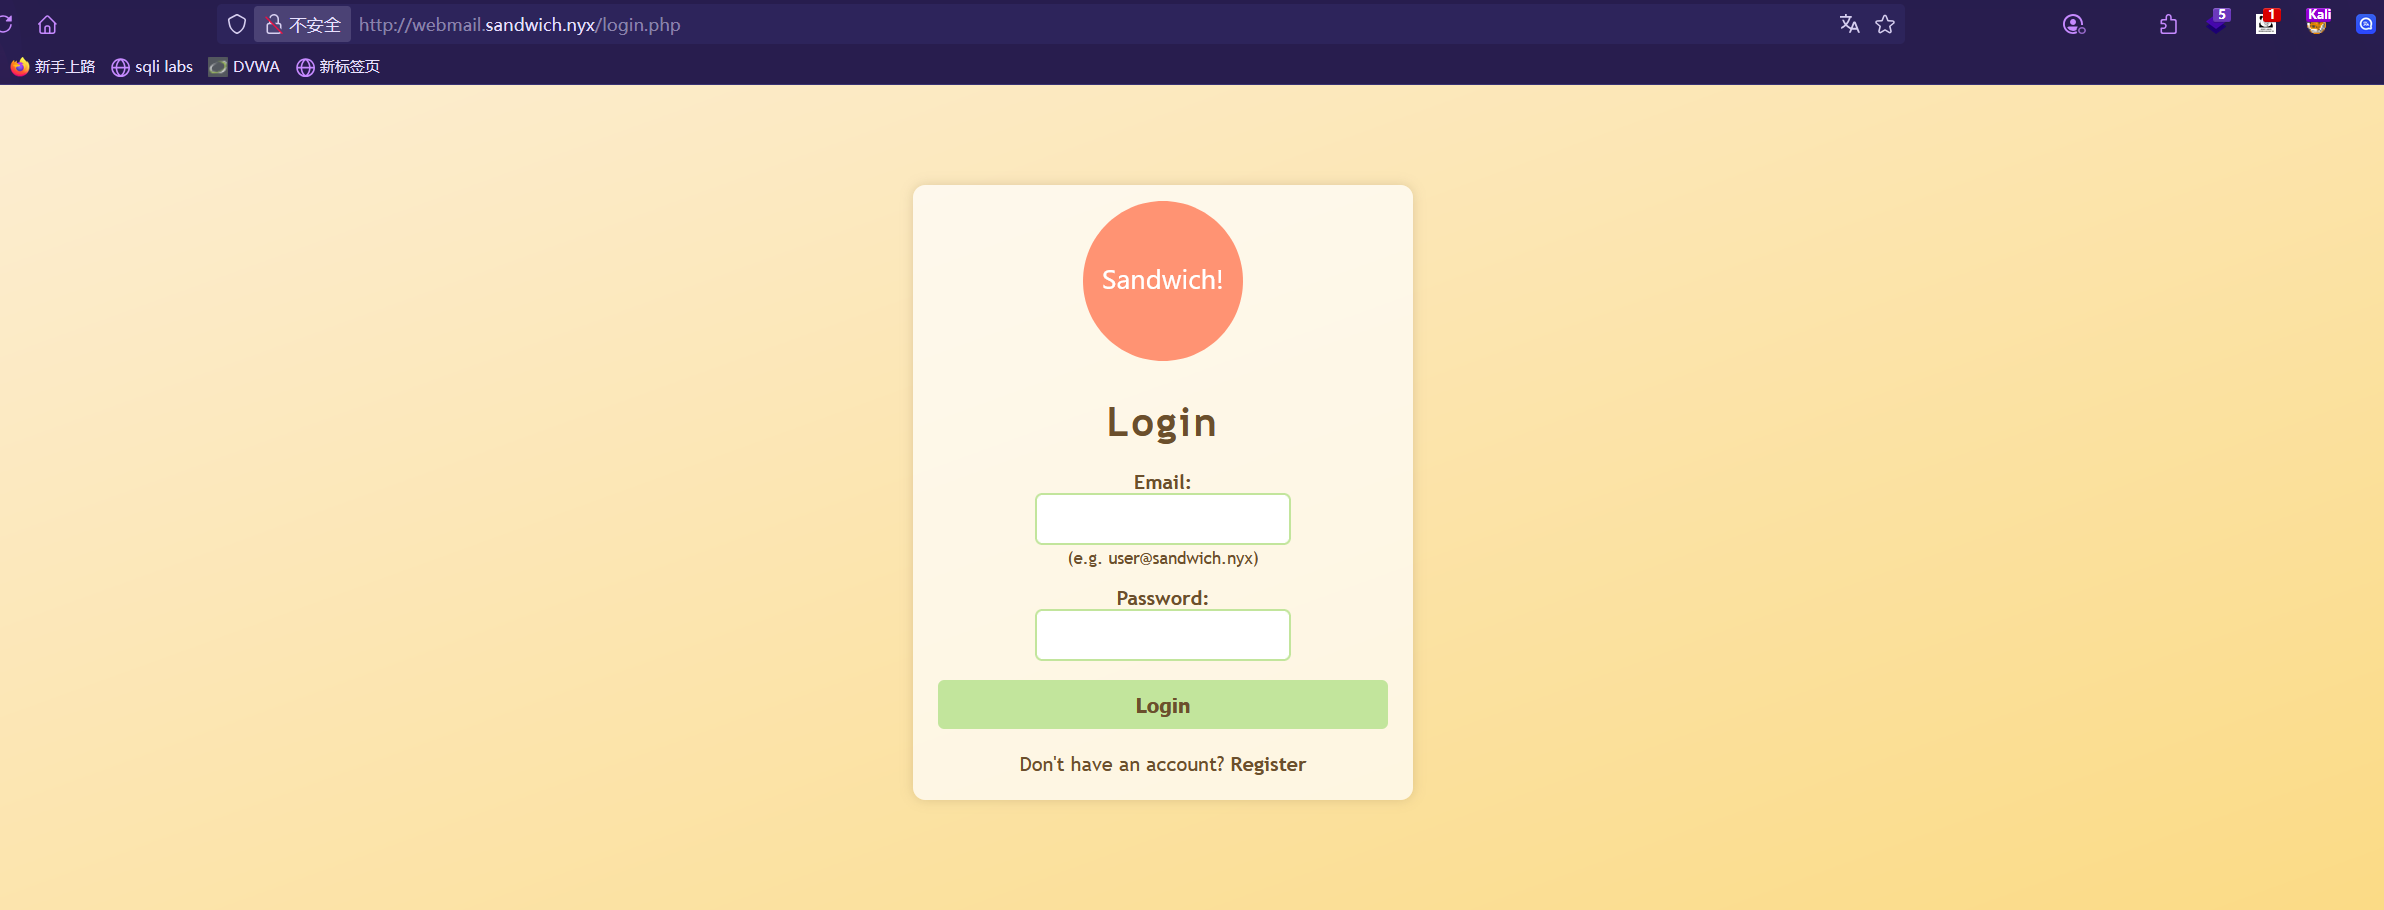 不安全 http://webmail.sandwich.nyx/login.php 5 1 Kali
新手上路 sqli labs DVWA 新标签页
Sandwich!
Login
Email:
(e.g. user@sandwich.nyx)
Password:
Login
Don't have an account? Register